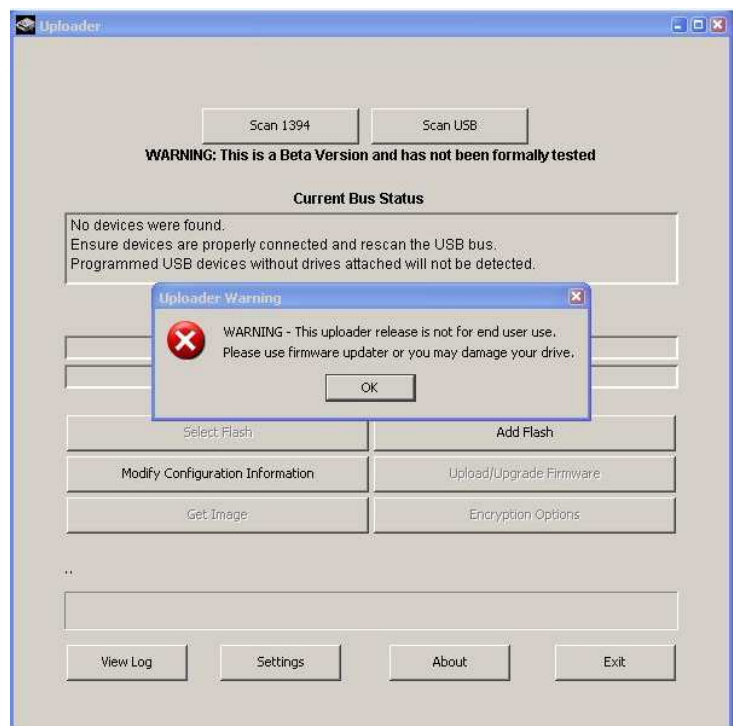 Uploader
Scan 1394
Scan USB
WARNING: This is a Beta Version and has not been formally tested
Current Bus Status
No devices were found.
Ensure devices are properly connected and rescan the USB bus.
Programmed USB devices without drives attached will not be detected.
Uploader Warning
WARNING - This uploader release is not for end user use.
Please use firmware updater or you may damage your drive.
OK
Select Flash
Add Flash
Modify Configuration Information
Upload/Upgrade Firmware
Get Image
Encryption Options
..
View Log
Settings
About
Exit